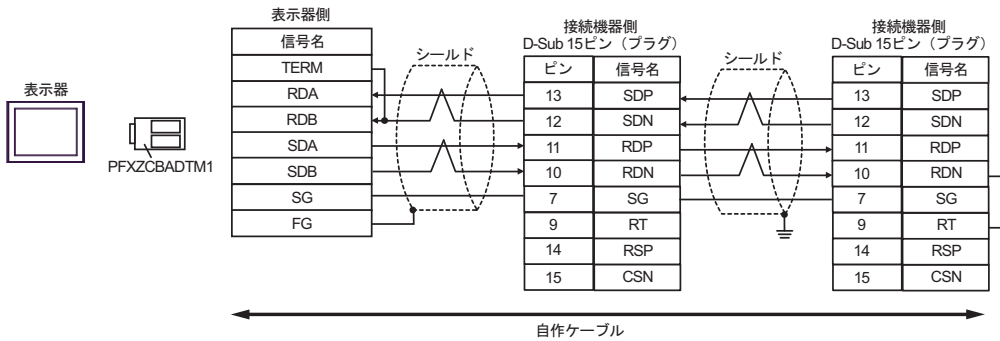 表示器
PFXZCBADTM1
表示器側
信号名
TERM
RDA
RDB
SDA
SDB
SG
FG
シールド
接続機器側
D-Sub 15ピン（プラグ）
ピン 信号名
13 SDP
12 SDN
11 RDP
10 RDN
7 SG
9 RT
14 RSP
15 CSN
シールド
接続機器側
D-Sub 15ピン（プラグ）
ピン 信号名
13 SDP
12 SDN
11 RDP
10 RDN
7 SG
9 RT
14 RSP
15 CSN
自作ケーブル